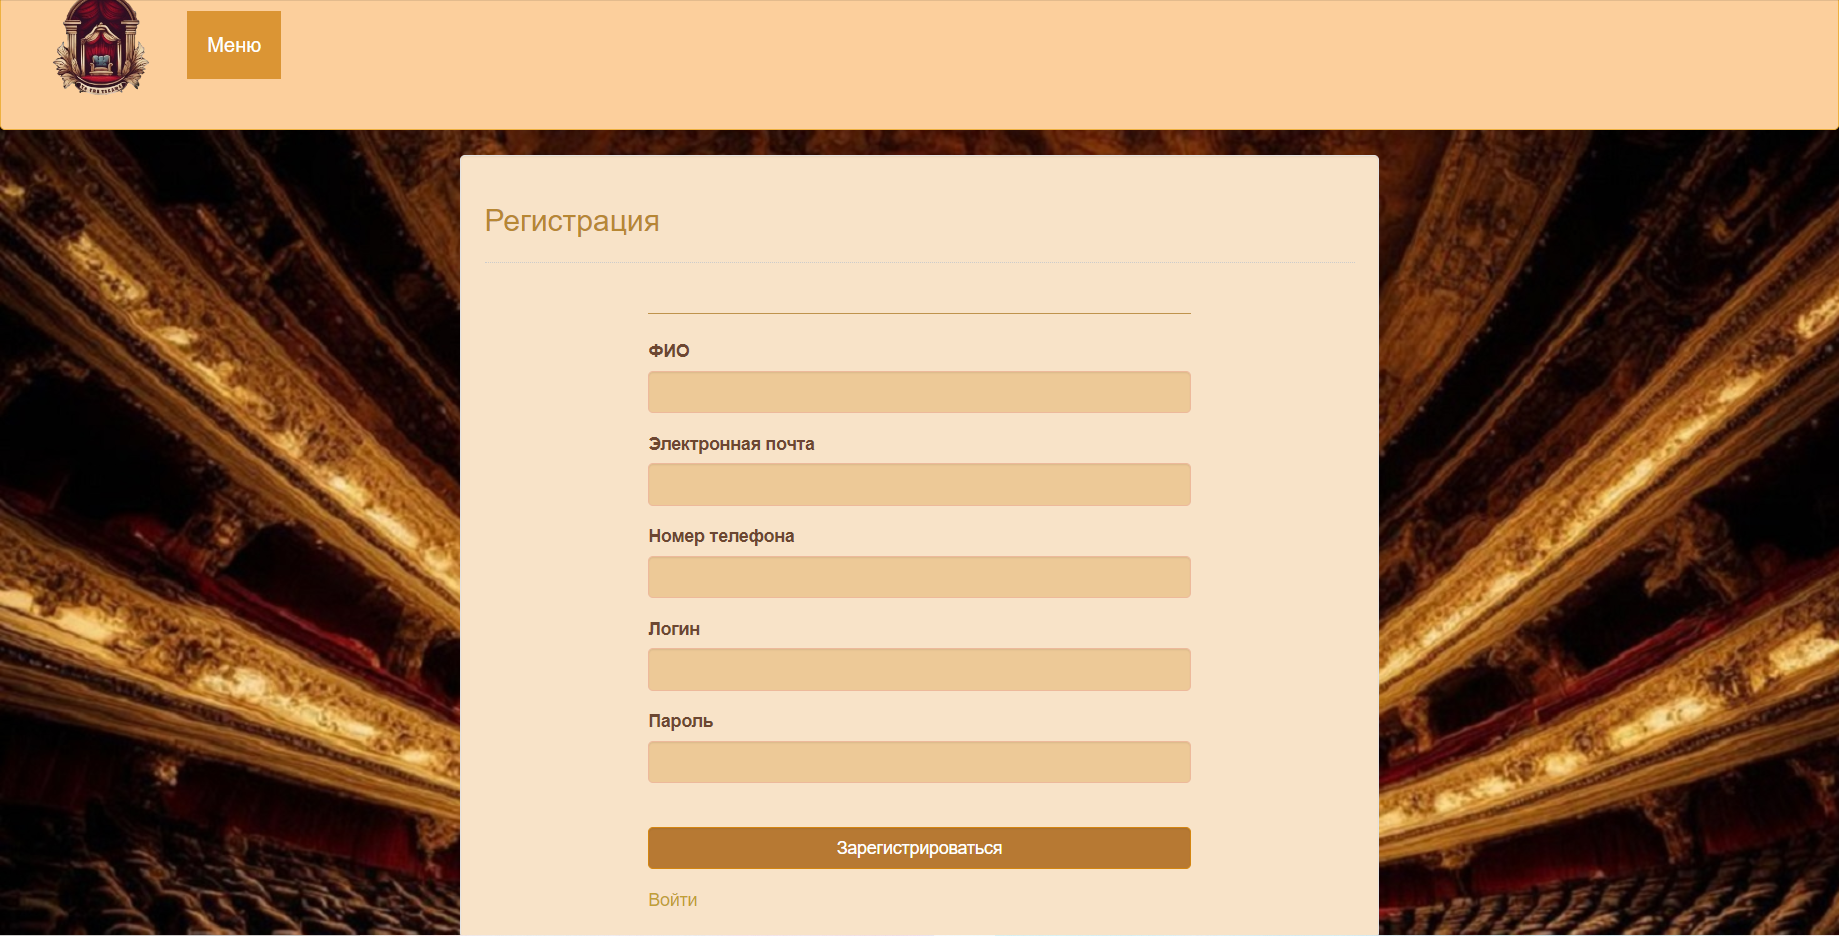 Меню
Регистрация
ФИО
Электронная почта
Номер телефона
Логин
Пароль
Зарегистрироваться
Войти